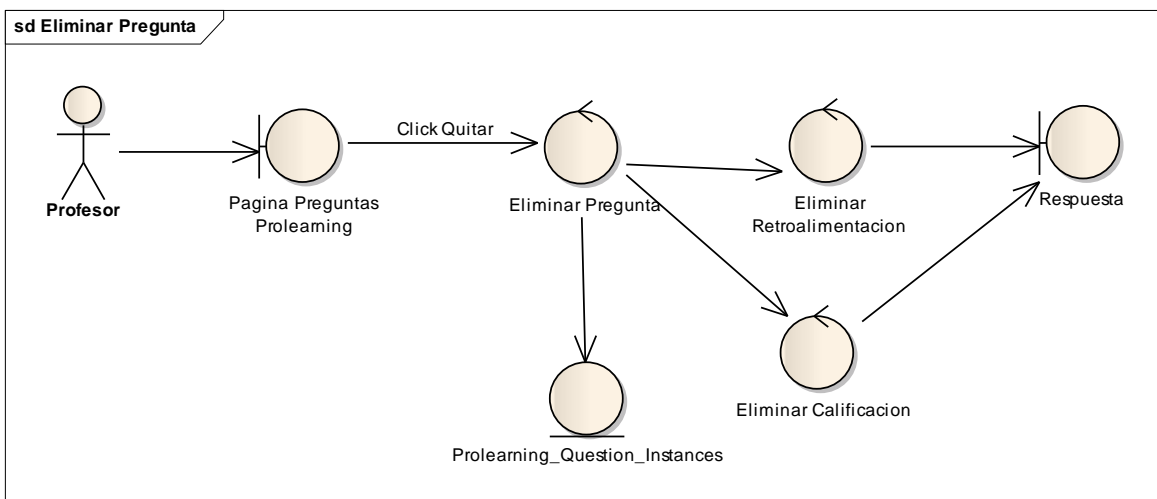 sd Eliminar Pregunta
Click Quitar
Profesor
Pagina Preguntas
Prolearning
Eliminar Pregunta
Eliminar
Retroalimentacion
Respuesta
Eliminar Calificacion
Prolearning_Question_Instances